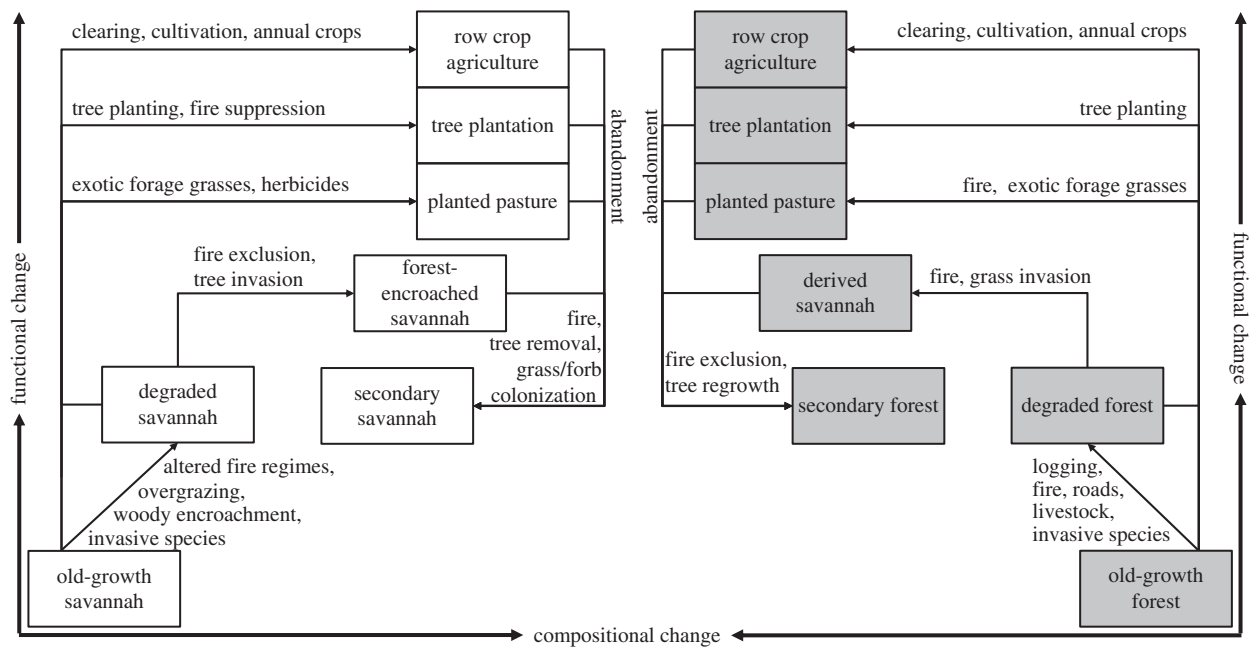 clearing, cultivation, annual crops
row crop
agriculture
tree planting, fire suppression
tree plantation
exotic forage grasses, herbicides
planted pasture
abandonment
fire exclusion,
tree invasion
forest-
encroached
savannah
fire,
tree removal,
grass/forb
colonization
degraded
savannah
secondary
savannah
altered fire regimes,
overgrazing,
woody encroachment,
invasive species
old-growth
savannah
functional change
row crop
agriculture
clearing, cultivation, annual crops
tree plantation
tree planting
planted pasture
fire, exotic forage grasses
abandonment
derived
savannah
fire, grass invasion
fire exclusion,
tree regrowth
secondary forest
degraded forest
logging,
fire, roads,
livestock,
invasive species
old-growth
forest
functional change
compositional change